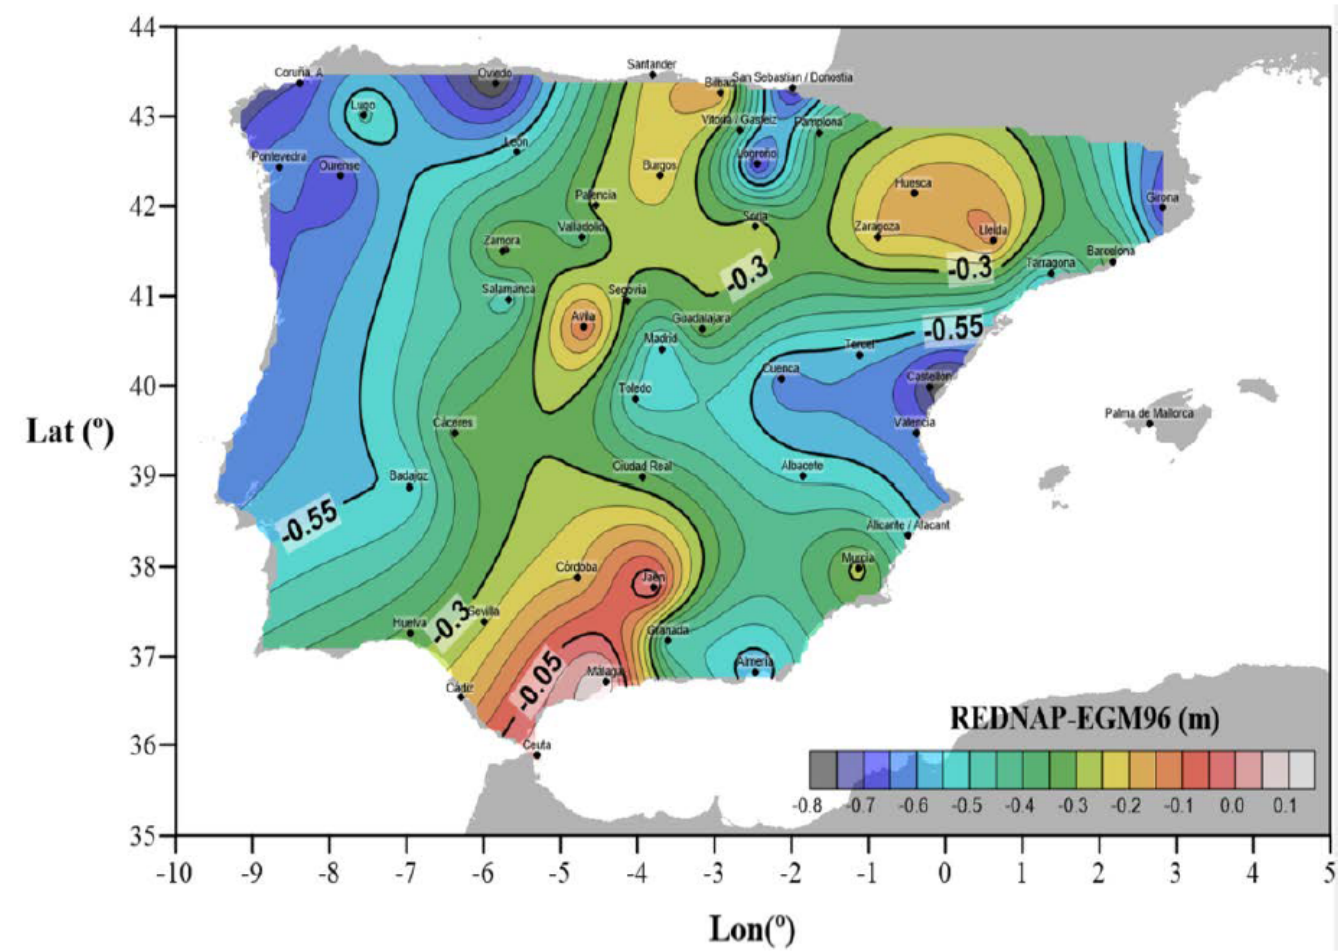 44
43
42
41
40
39
38
37
36
35
Lat (º)
Coruña, A
Oviedo
Santander
Bilbao
San Sebastian / Donostia
Lugo
Vitoria / Gasteiz
Pamplona
León
Pontevedra
Ourense
Logroño
Burgos
Huesca
Palencia
Girona
Soria
Valladolid
Zaragoza
Lleida
Zamora
Barcelona
-0.3
-0.3
Tarragona
Salamanca
Segovia
Avila
Guadalajara
-0.55
Madrid
Teruel
Cuenca
Castellon
Toledo
Palma de Mallorca
Cáceres
Valencia
Ciudad Real
Albacete
Badajoz
-0.55
Alicante / Alacant
Murcia
Córdoba
Jaén
-0.3
Sevilla
Huelva
Granada
Almería
-0.05
Málaga
Cádiz
Ceuta
REDNAP-EGM96 (m)
-0.8 -0.7 -0.6 -0.5 -0.4 -0.3 -0.2 -0.1 0.0 0.1
-10 -9 -8 -7 -6 -5 -4 -3 -2 -1 0 1 2 3 4 5
Lon(º)